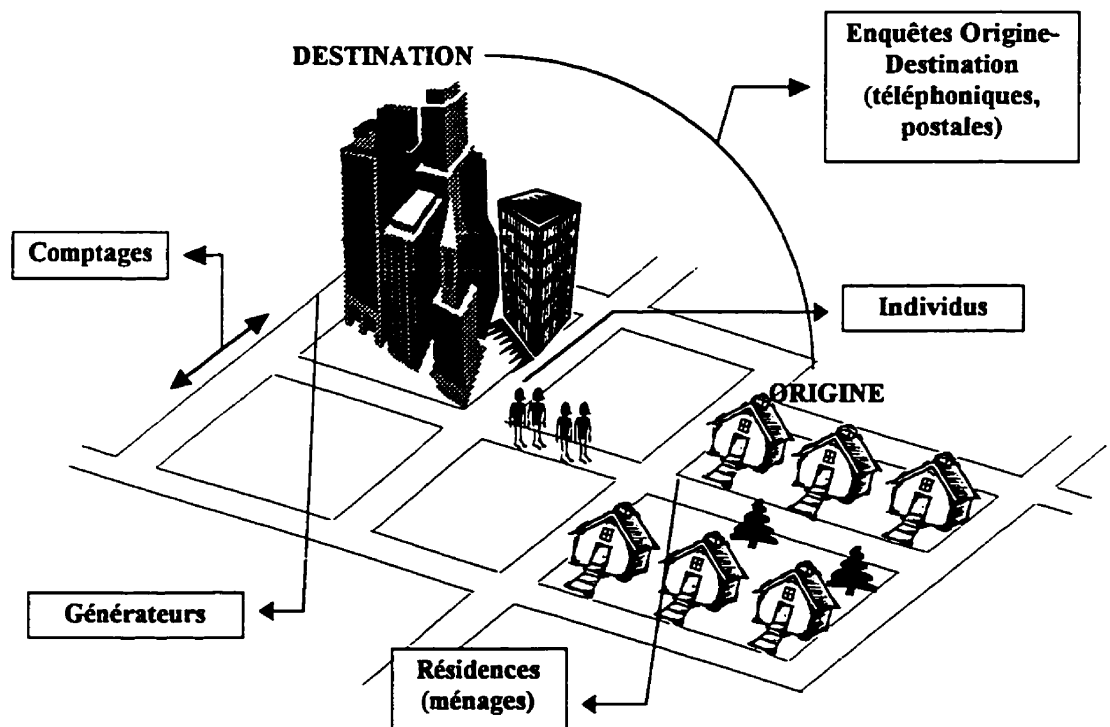 DESTINATION
Enquêtes Origine-
Destination
(téléphoniques,
postales)
Comptages
Individus
ORIGINE
Générateurs
Résidences
(ménages)